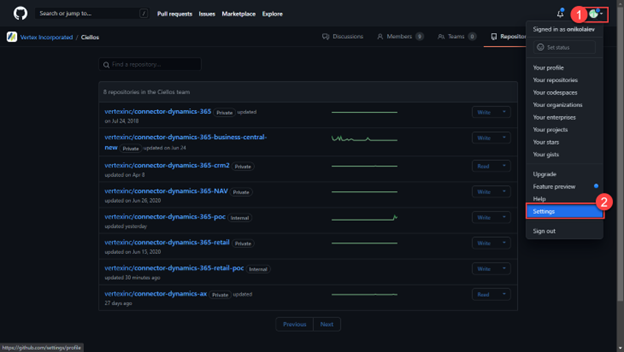 Search or jump to...
/
Pull requests
Issues
Marketplace
Explore
1
Vertex Incorporated / Ciellos
Discussions
Members 8
Teams 0
Repositor
Signed in as onikolaiev
Set status
Your profile
Your repositories
Your codespaces
Your organizations
Your enterprises
Your projects
Your stars
Your gists
Upgrade
Feature preview
Help
Settings
2
Sign out
Find a repository...
8 repositories in the Ciellos team
vertexinc/connector-dynamics-365 Private updated
on Jul 24, 2018
Write
vertexinc/connector-dynamics-365-business-central-
new Private updated on Jun 24
Write
vertexinc/connector-dynamics-365-crm2 Private
updated on Apr 8
Read
vertexinc/connector-dynamics-365-NAV Private
updated on Jun 26, 2020
Write
vertexinc/connector-dynamics-365-poc Internal
updated yesterday
Write
vertexinc/connector-dynamics-365-retail Private
updated on Jun 15, 2020
Write
vertexinc/connector-dynamics-365-retail-poc Internal
updated 30 minutes ago
Write
vertexinc/connector-dynamics-ax Private updated
27 days ago
Read
Previous
Next
https://github.com/settings/profile